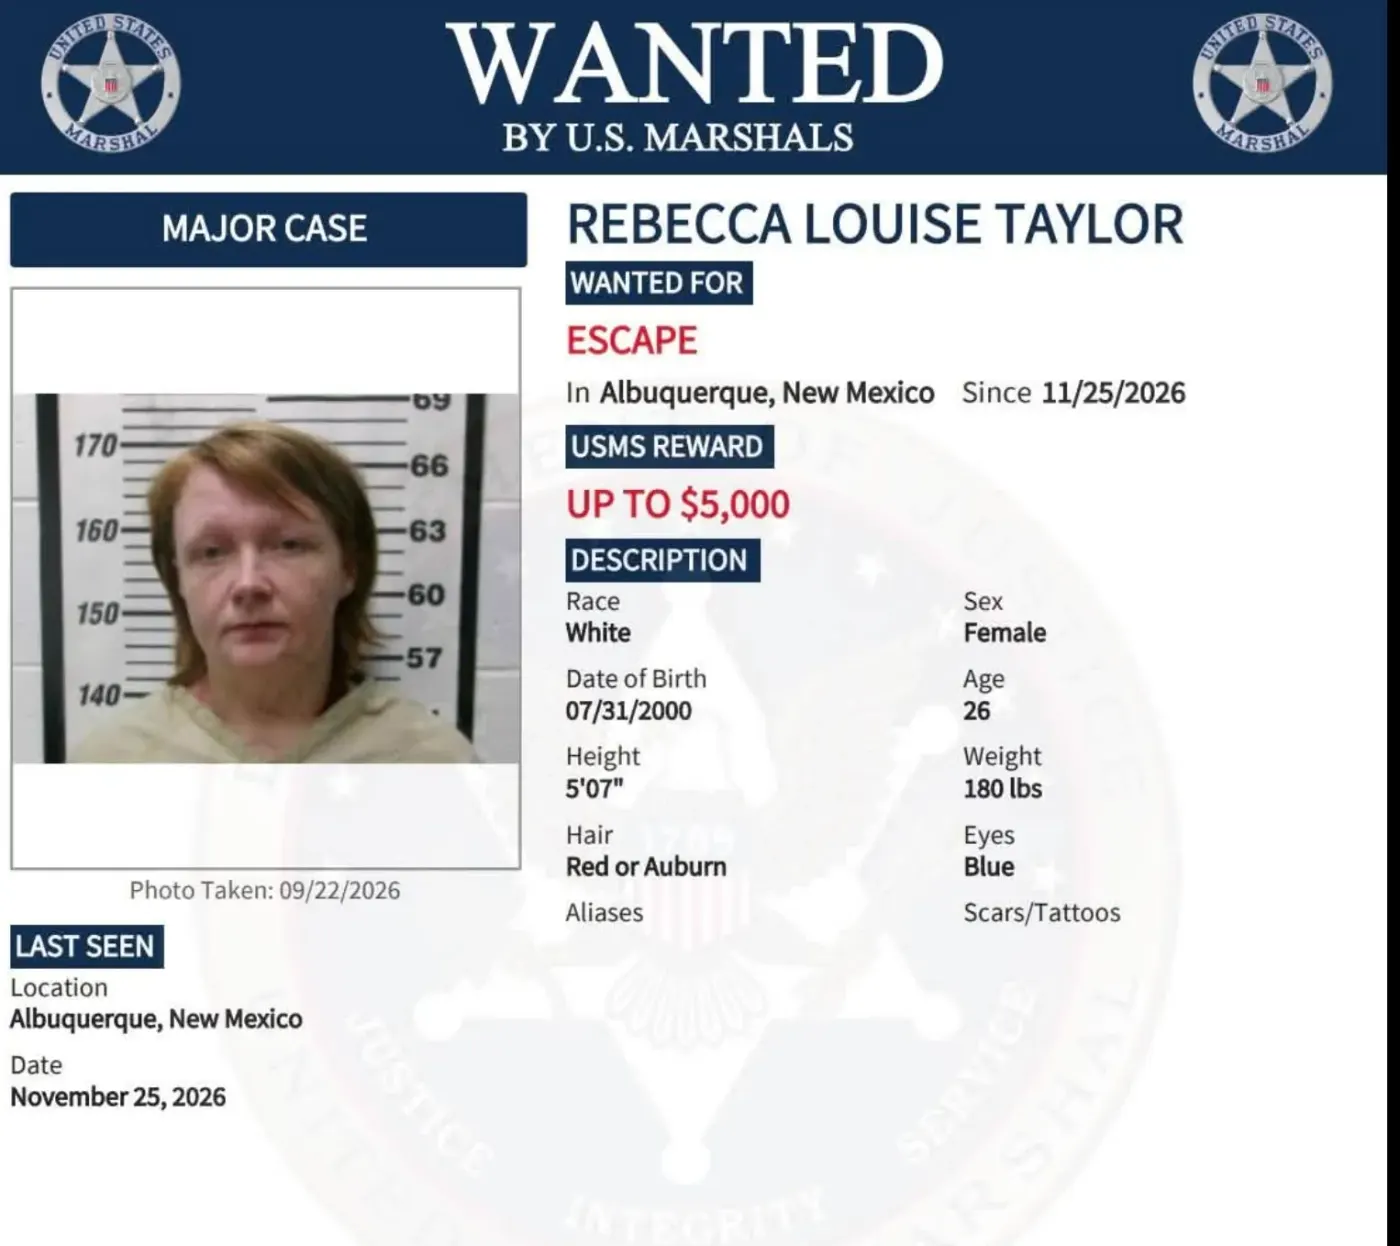 UNITED STATES
MARSHAL
WANTED
BY U.S. MARSHALS
UNITED STATES
MARSHAL
MAJOR CASE
REBECCA LOUISE TAYLOR
WANTED FOR
ESCAPE
In Albuquerque, New Mexico Since 11/25/2026
USMS REWARD
UP TO $5,000
DESCRIPTION
Race Sex
White Female
Date of Birth Age
07/31/2000 26
Height Weight
5'07" 180 lbs
Hair Eyes
Red or Auburn Blue
Aliases Scars/Tattoos
69
170
66
160
63
60
150
57
140
Photo Taken: 09/22/2026
LAST SEEN
Location
Albuquerque, New Mexico
Date
November 25, 2026
1789
JUSTICE
INTEGRITY
SERVICE
MARSHAL